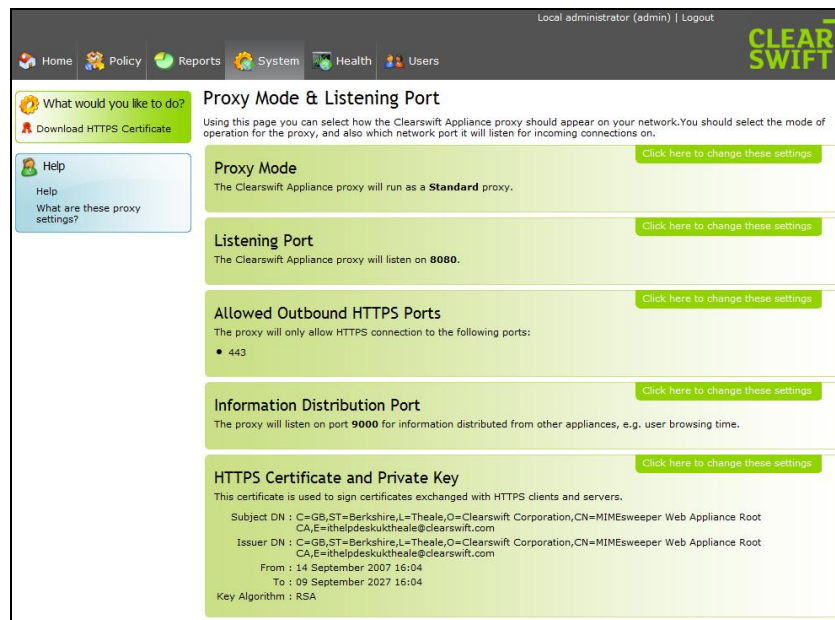 Local administrator (admin) | Logout
CLEAR
SWIFT
Home Policy Reports System Health Users
What would you like to do?
Download HTTPS Certificate
Help
Help
What are these proxy
settings?
Proxy Mode & Listening Port
Using this page you can select how the Clearswift Appliance proxy should appear on your network.You should select the mode of
operation for the proxy, and also which network port it will listen for incoming connections on.
Click here to change these settings
Proxy Mode
The Clearswift Appliance proxy will run as a Standard proxy.
Click here to change these settings
Listening Port
The Clearswift Appliance proxy will listen on 8080.
Click here to change these settings
Allowed Outbound HTTPS Ports
The proxy will only allow HTTPS connection to the following ports:
• 443
Click here to change these settings
Information Distribution Port
The proxy will listen on port 9000 for information distributed from other appliances, e.g. user browsing time.
Click here to change these settings
HTTPS Certificate and Private Key
This certificate is used to sign certificates exchanged with HTTPS clients and servers.
Subject DN : C=GB,ST=Berkshire,L=Theale,O=Clearswift Corporation,CN=MIMEsweeper Web Appliance Root
CA,E=ithelpdeskuktheale@clearswift.com
Issuer DN : C=GB,ST=Berkshire,L=Theale,O=Clearswift Corporation,CN=MIMEsweeper Web Appliance Root
CA,E=ithelpdeskuktheale@clearswift.com
From : 14 September 2007 16:04
To : 09 September 2027 16:04
Key Algorithm : RSA